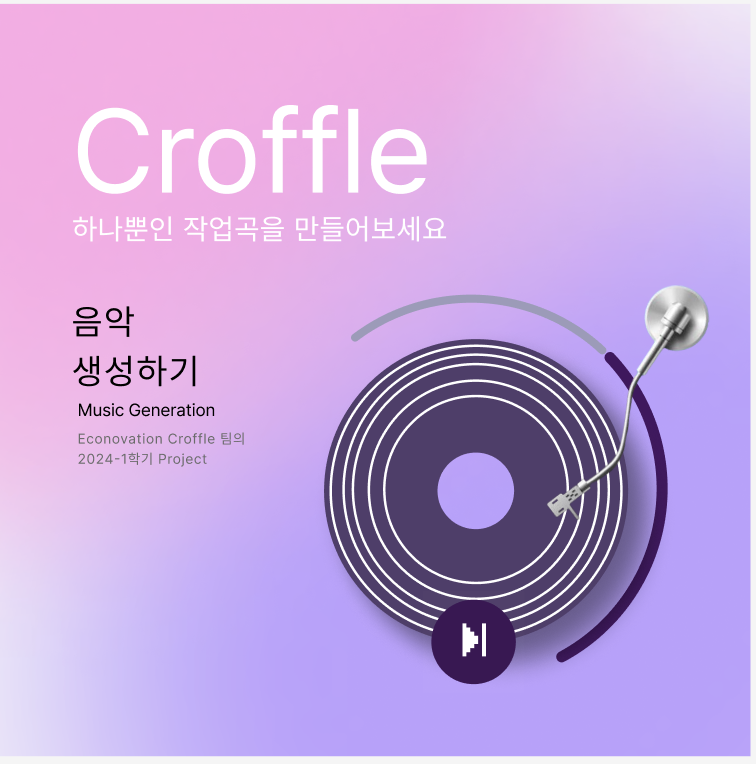 Croffle
하나뿐인 작업곡을 만들어보세요
음악
생성하기
Music Generation
Econovation Croffle 팀의
2024-1학기 Project